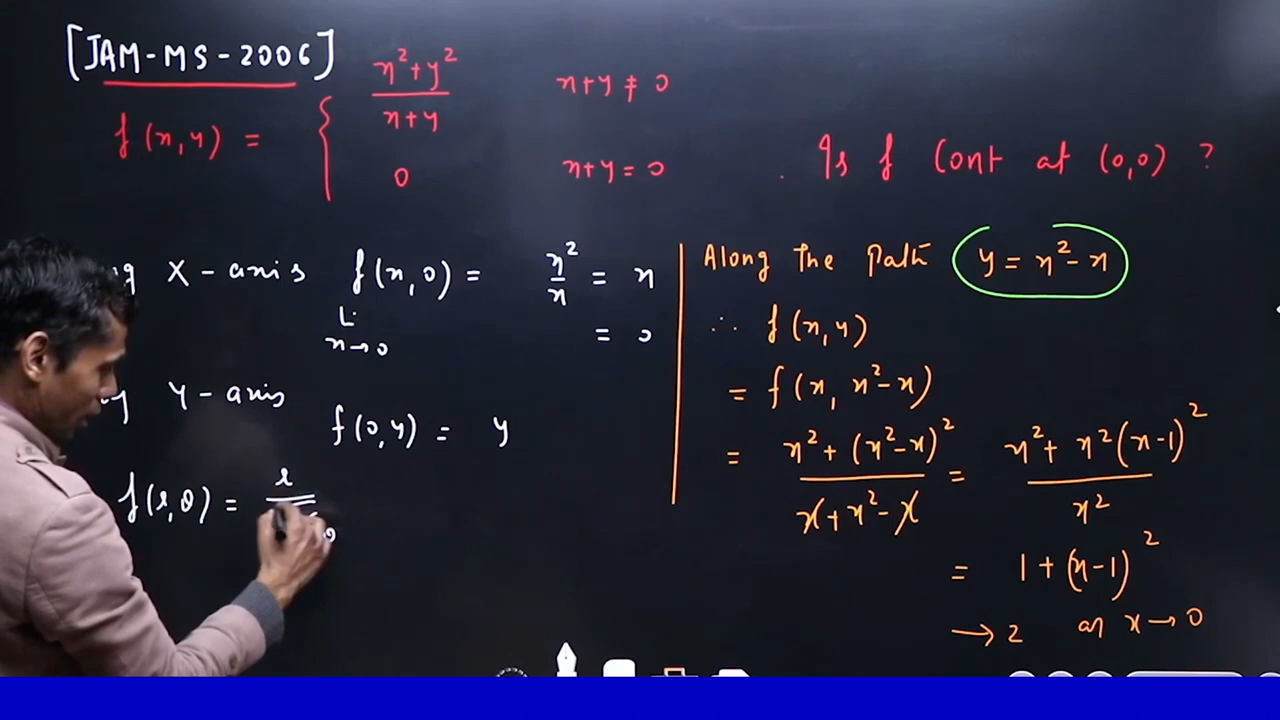 [JAM-MS-2006]
f(x,y) = { x²+y² / x+y    x+y ≠ 0
0    x+y = 0
Is f Cont at (0,0) ?
X-axis f(x,0) = x²/x = x
Li x→0 = 0
Y-axis
f(0,y) = y
f(r,θ) = r
Along the Path y = x²-x
∴ f(x,y)
= f(x, x²-x)
= x² + (x²-x)² / x+x²-x = x² + x²(x-1)² / x²
= 1+(x-1)²
→ 2 as x→0